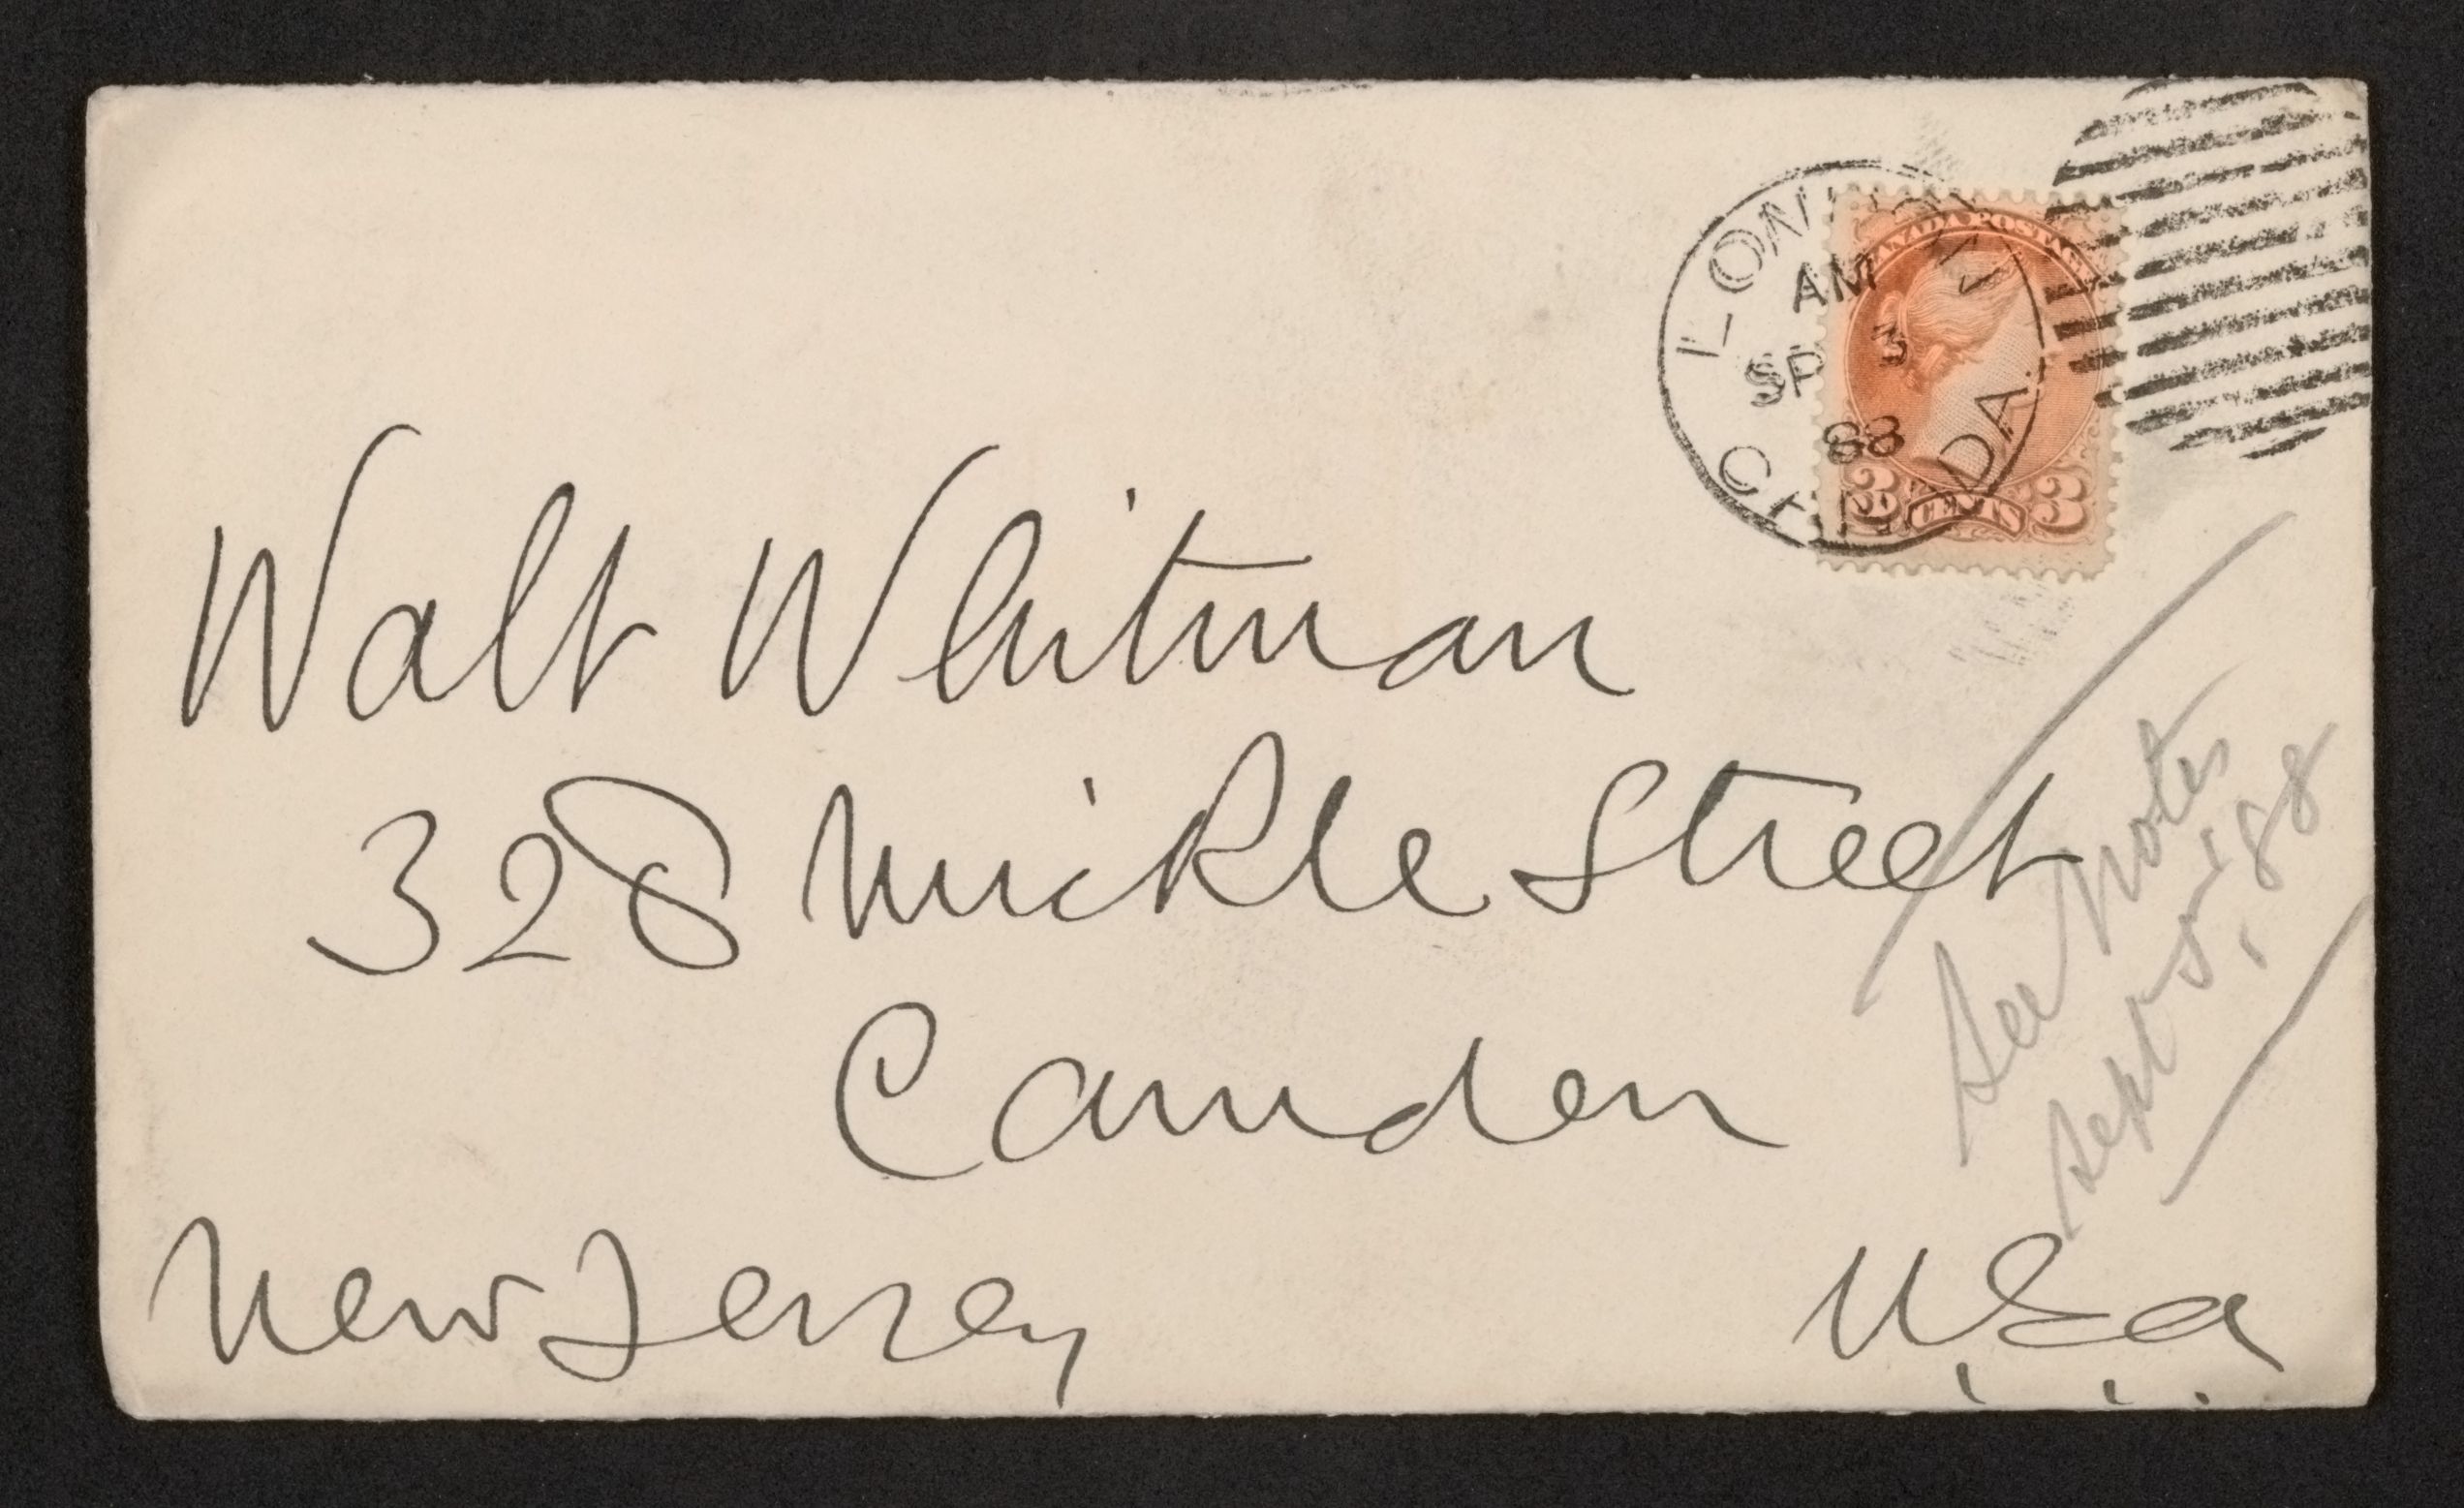 LONDON
AM
SP 3
88
CANADA.
CANADA POSTAGE
3 CENTS 3
Walt Whitman
328 Mickle Street
Camden
New Jersey
U.S.a.
See notes
Sept 5, '88